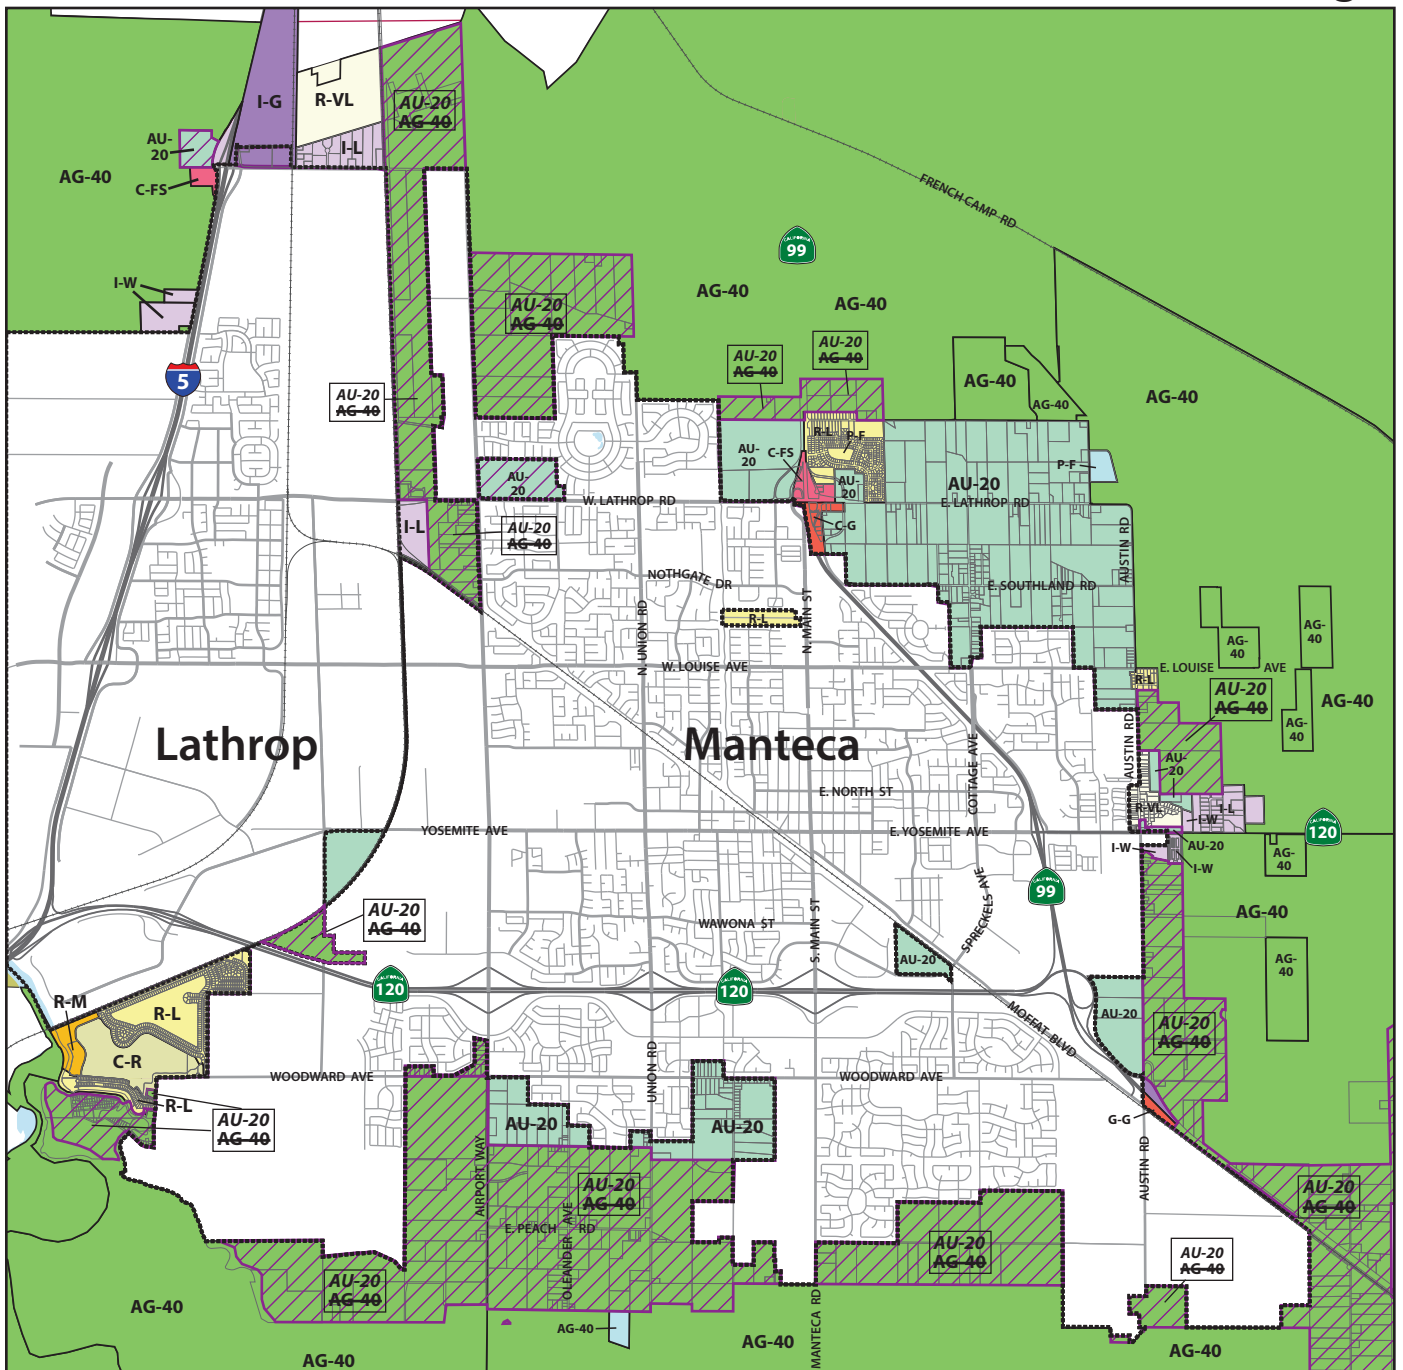 I-G
R-VL
AU-20
AG-40
I-L
AU-
20
AG-40
C-FS
FRENCH CAMP RD
CALIFORNIA
99
I-W
AG-40
AG-40
AU-20
AG-40
AU-20
AG-40
AU-20
AG-40
5
AG-40
AG-40
AG-40
AU-20
AG-40
R-L
P-F
AU-
20
C-FS
AU-
20
P-F
AU-20
AU-
20
W. LATHROP RD
E. LATHROP RD
I-L
AU-20
AG-40
C-G
AUSTIN RD
NOTHGATE DR
E. SOUTHLAND RD
R-L
N. UNION RD
N. MAIN ST
AG-
40
AG-
40
W. LOUISE AVE
E. LOUISE AVE
R-L
AU-20
AG-40
AG-40
AG-
40
Lathrop
Manteca
COTTAGE AVE
AUSTIN RD
AU-
20
E. NORTH ST
R-VL
I-L
I-W
YOSEMITE AVE
E. YOSEMITE AVE
CALIFORNIA
120
I-W
AU-20
I-W
AG-
40
CALIFORNIA
99
AU-20
AG-40
WAWONA ST
S. MAIN ST
SPRECKELS AVE
AG-40
AU-20
AG-
40
CALIFORNIA
120
CALIFORNIA
120
R-M
R-L
C-R
MOFFAT BLVD
AU-20
AU-20
AG-40
WOODWARD AVE
UNION RD
WOODWARD AVE
R-L
AU-20
AG-40
AU-20
AU-20
G-G
AIRPORT WAY
AUSTIN RD
AU-20
AG-40
AU-20
AG-40
E. PEACH RD
OLEANDER AVE
AU-20
AG-40
AU-20
AG-40
AU-20
AG-40
AG-40
AG-40
MANTECA RD
AG-40
AG-40
AG-40